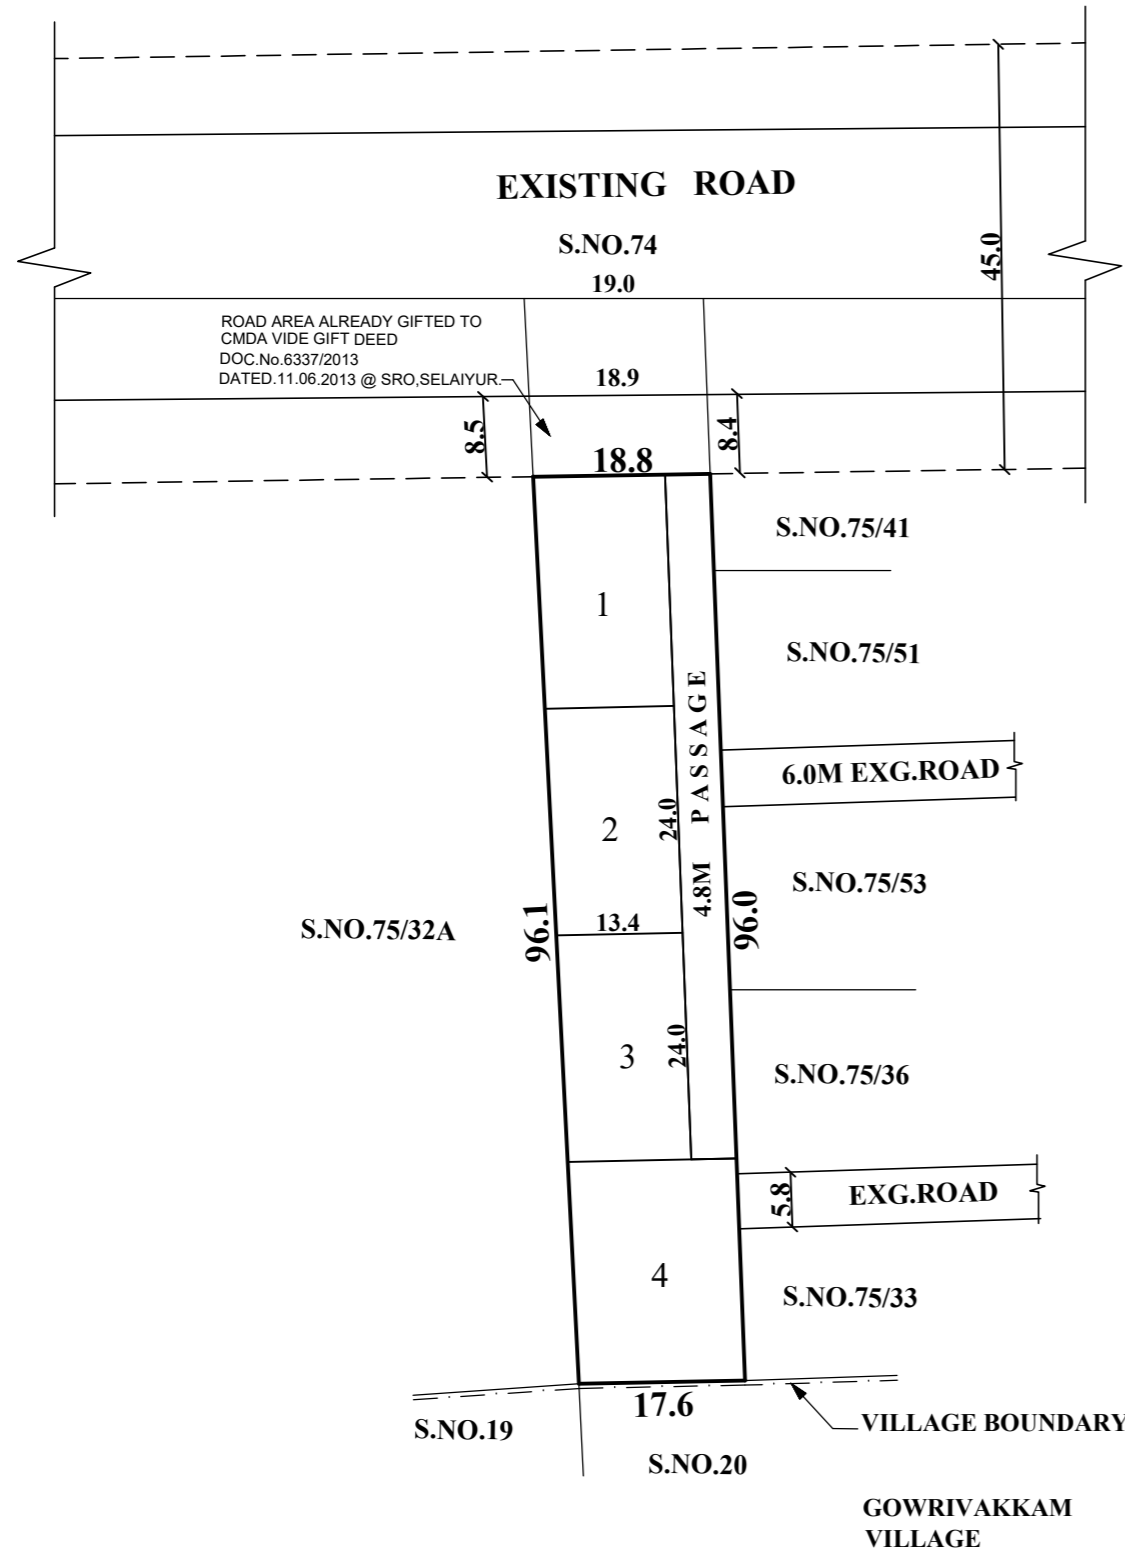 EXISTING ROAD
S.NO.74
45.0
19.0
ROAD AREA ALREADY GIFTED TO
CMDA VIDE GIFT DEED
DOC.No.6337/2013
DATED.11.06.2013 @ SRO,SELAIYUR.
18.9
8.5
8.4
18.8
S.NO.75/41
1
S.NO.75/51
4.8M PASSAGE
6.0M EXG.ROAD
2
24.0
S.NO.75/53
S.NO.75/32A
96.1
13.4
96.0
3
24.0
S.NO.75/36
5.8
EXG.ROAD
4
S.NO.75/33
17.6
S.NO.19
VILLAGE BOUNDARY
S.NO.20
GOWRIVAKKAM
VILLAGE